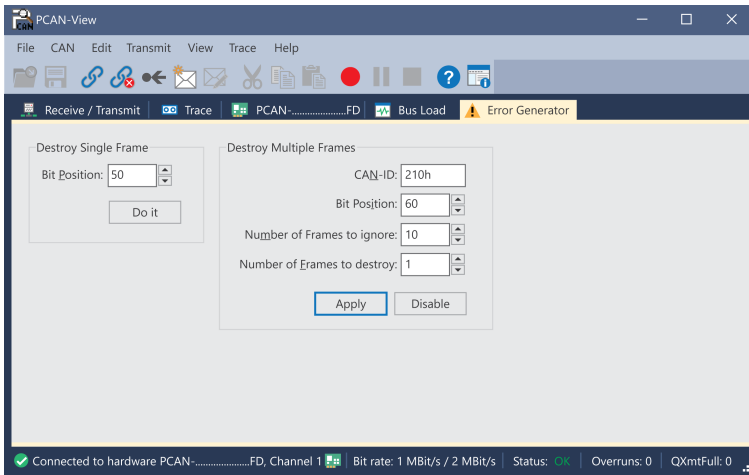 PCAN-View
File CAN Edit Transmit View Trace Help
Receive / Transmit Trace PCAN-.....................FD Bus Load Error Generator
Destroy Single Frame
Bit Position: 50
Do it
Destroy Multiple Frames
CAN-ID: 210h
Bit Position: 60
Number of Frames to ignore: 10
Number of Frames to destroy: 1
Apply Disable
Connected to hardware PCAN-.....................FD, Channel 1 Bit rate: 1 MBit/s / 2 MBit/s Status: OK Overruns: 0 QXmtFull: 0